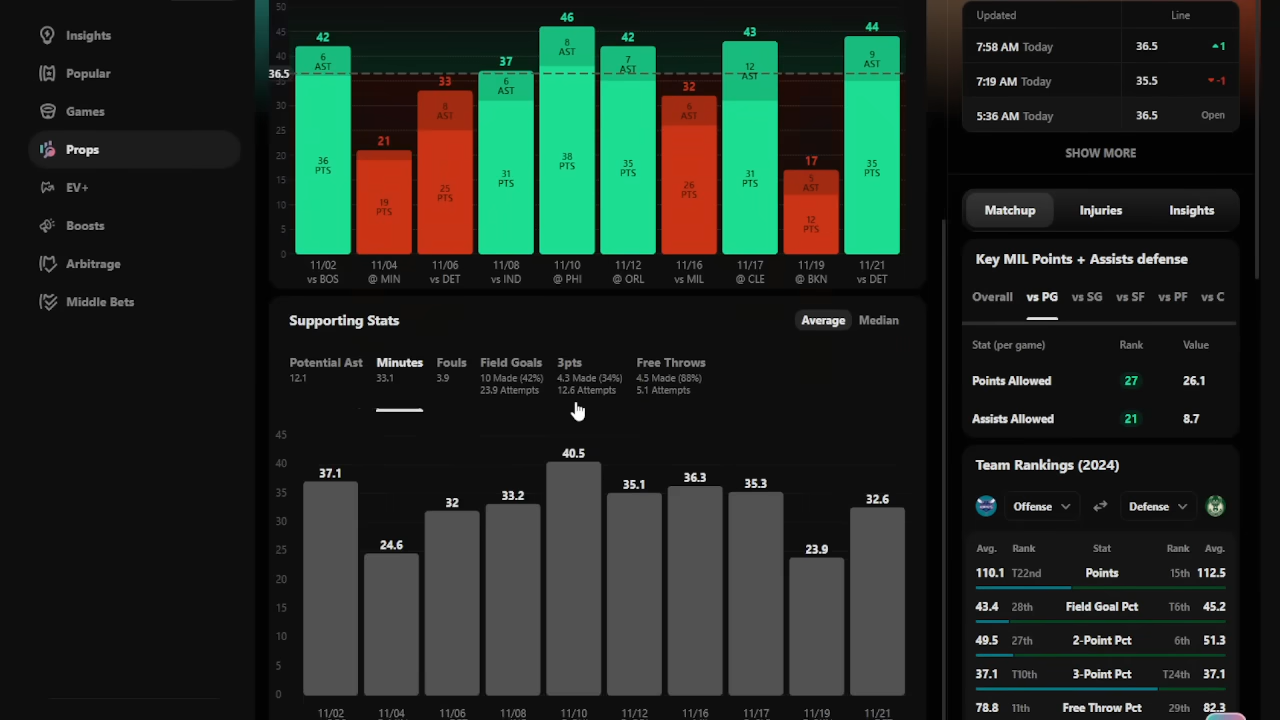 Insights
Popular
Games
Props
EV+
Boosts
Arbitrage
Middle Bets
50
45
40
36.5
35
30
25
20
15
10
5
0
42
6
AST
36
PTS
21
19
PTS
33
8
AST
25
PTS
37
6
AST
31
PTS
46
8
AST
38
PTS
42
7
AST
35
PTS
32
6
AST
26
PTS
43
12
AST
31
PTS
17
5
AST
12
PTS
44
9
AST
35
PTS
11/02 11/04 11/06 11/08 11/10 11/12 11/16 11/17 11/19 11/21
vs BOS @ MIN vs DET vs IND @ PHI @ ORL vs MIL @ CLE @ BKN vs DET
Supporting Stats
Average Median
Potential Ast Minutes Fouls Field Goals 3pts Free Throws
12.1 33.1 3.9 10 Made (42%) 4.3 Made (34%) 4.5 Made (88%)
23.9 Attempts 12.6 Attempts 5.1 Attempts
45
40
35
30
25
20
15
10
5
0
37.1
24.6
32
33.2
40.5
35.1
36.3
35.3
23.9
32.6
11/02 11/04 11/06 11/08 11/10 11/12 11/16 11/17 11/19 11/21
Updated Line
7:58 AM Today 36.5 1
7:19 AM Today 35.5 -1
5:36 AM Today 36.5 Open
SHOW MORE
Matchup Injuries Insights
Key MIL Points + Assists defense
Overall vs PG vs SG vs SF vs PF vs C
Stat (per game) Rank Value
Points Allowed 27 26.1
Assists Allowed 21 8.7
Team Rankings (2024)
Offense Defense
Avg. Rank Stat Rank Avg.
110.1 T22nd Points 15th 112.5
43.4 28th Field Goal Pct T6th 45.2
49.5 27th 2-Point Pct 6th 51.3
37.1 T10th 3-Point Pct T24th 37.1
78.8 11th Free Throw Pct 29th 82.3